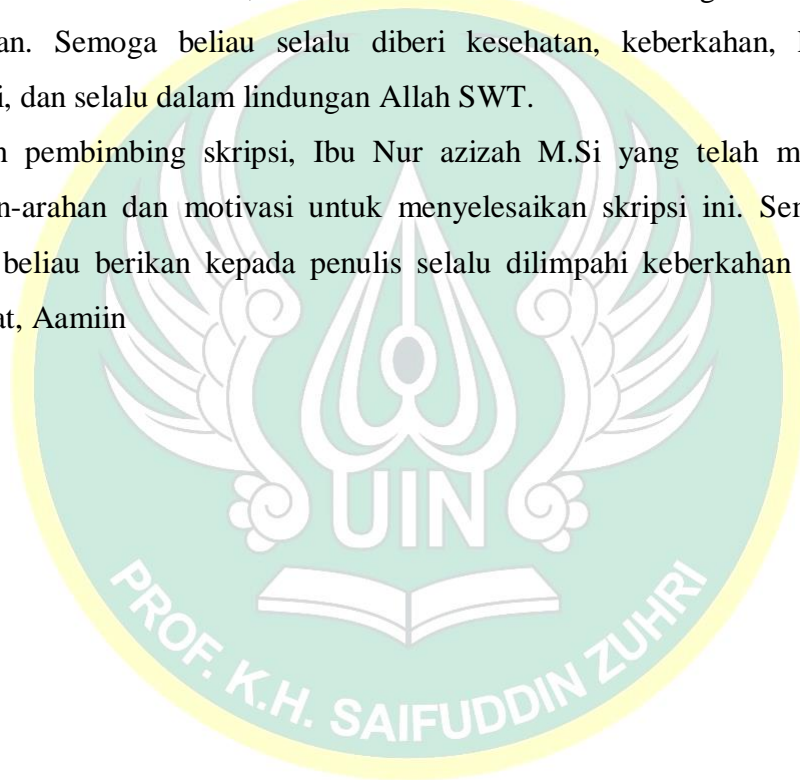 an. Semoga beliau selalu diberi kesehatan, keberkahan,
i, dan selalu dalam lindungan Allah SWT.
n pembimbing skripsi, Ibu Nur azizah M.Si yang telah m
n-arahan dan motivasi untuk menyelesaikan skripsi ini. Sem
beliau berikan kepada penulis selalu dilimpahi keberkahan
at, Aamiin
UIN
PROF. K.H. SAIFUDDIN ZUHRI